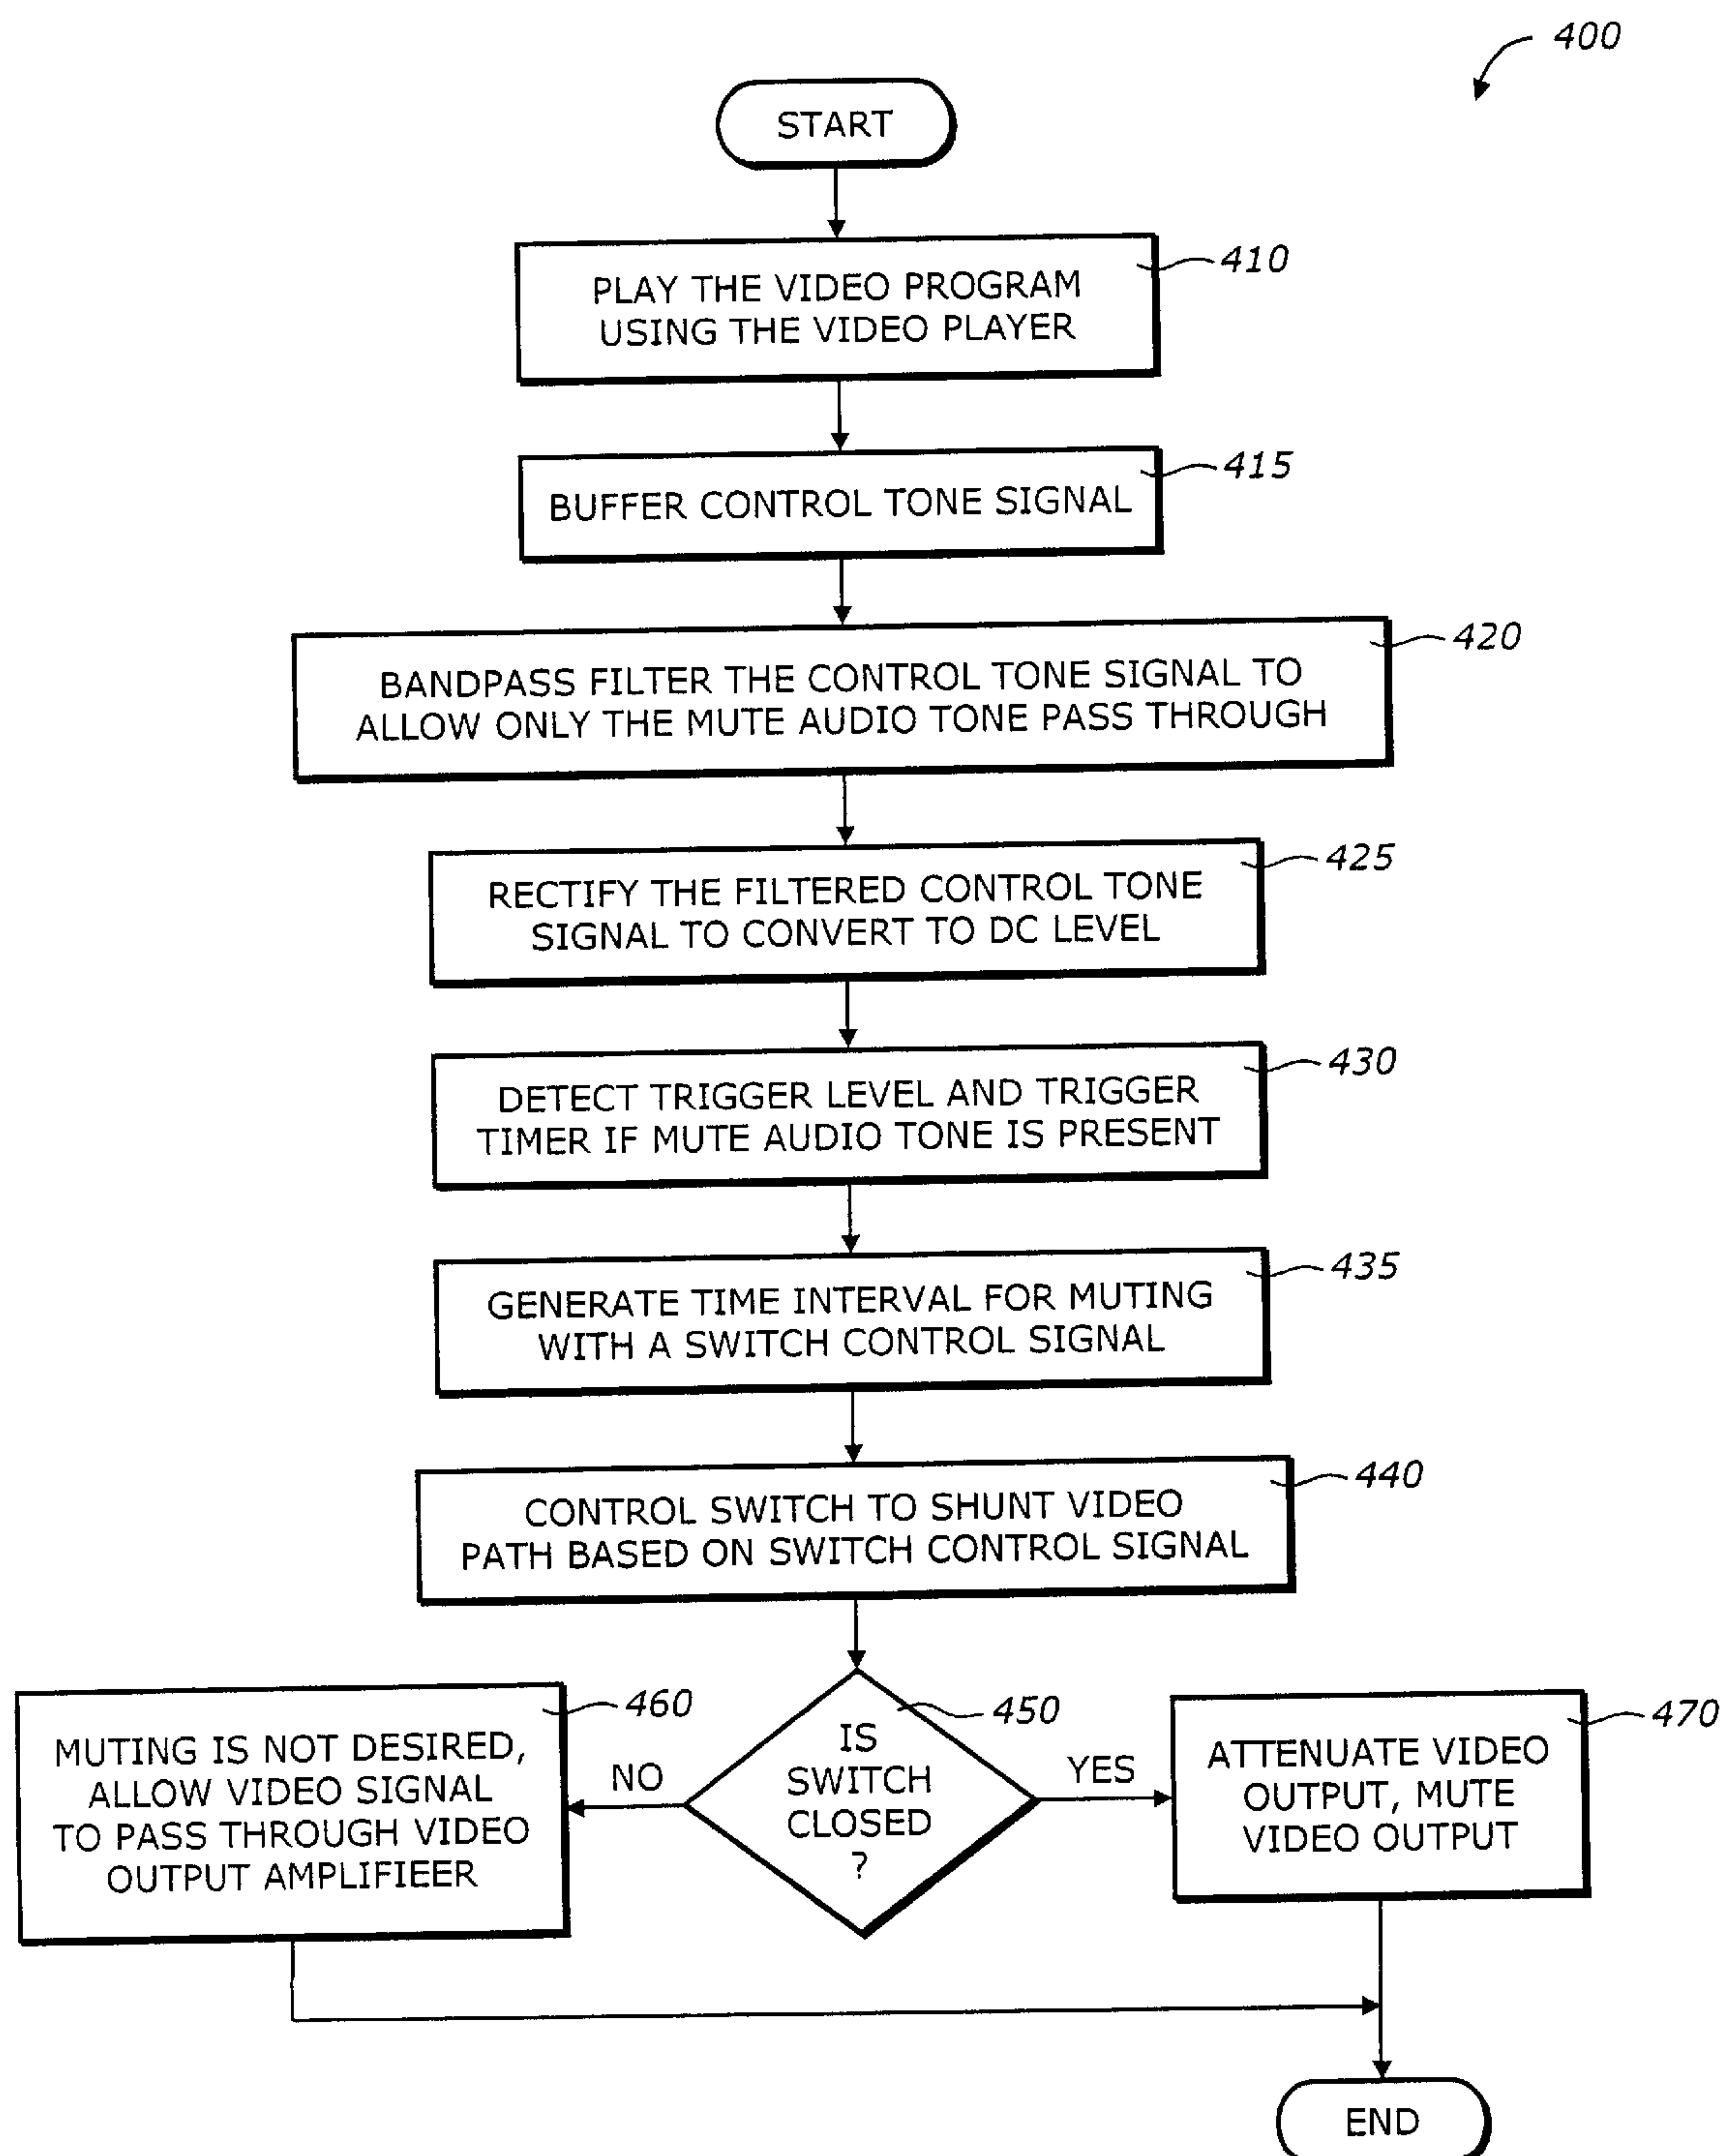 400
START
410
PLAY THE VIDEO PROGRAM
USING THE VIDEO PLAYER
415
BUFFER CONTROL TONE SIGNAL
420
BANDPASS FILTER THE CONTROL TONE SIGNAL TO
ALLOW ONLY THE MUTE AUDIO TONE PASS THROUGH
425
RECTIFY THE FILTERED CONTROL TONE
SIGNAL TO CONVERT TO DC LEVEL
430
DETECT TRIGGER LEVEL AND TRIGGER
TIMER IF MUTE AUDIO TONE IS PRESENT
435
GENERATE TIME INTERVAL FOR MUTING
WITH A SWITCH CONTROL SIGNAL
440
CONTROL SWITCH TO SHUNT VIDEO
PATH BASED ON SWITCH CONTROL SIGNAL
460
MUTING IS NOT DESIRED,
ALLOW VIDEO SIGNAL
TO PASS THROUGH VIDEO
OUTPUT AMPLIFIEER
NO
450
IS
SWITCH
CLOSED
?
YES
470
ATTENUATE VIDEO
OUTPUT, MUTE
VIDEO OUTPUT
END